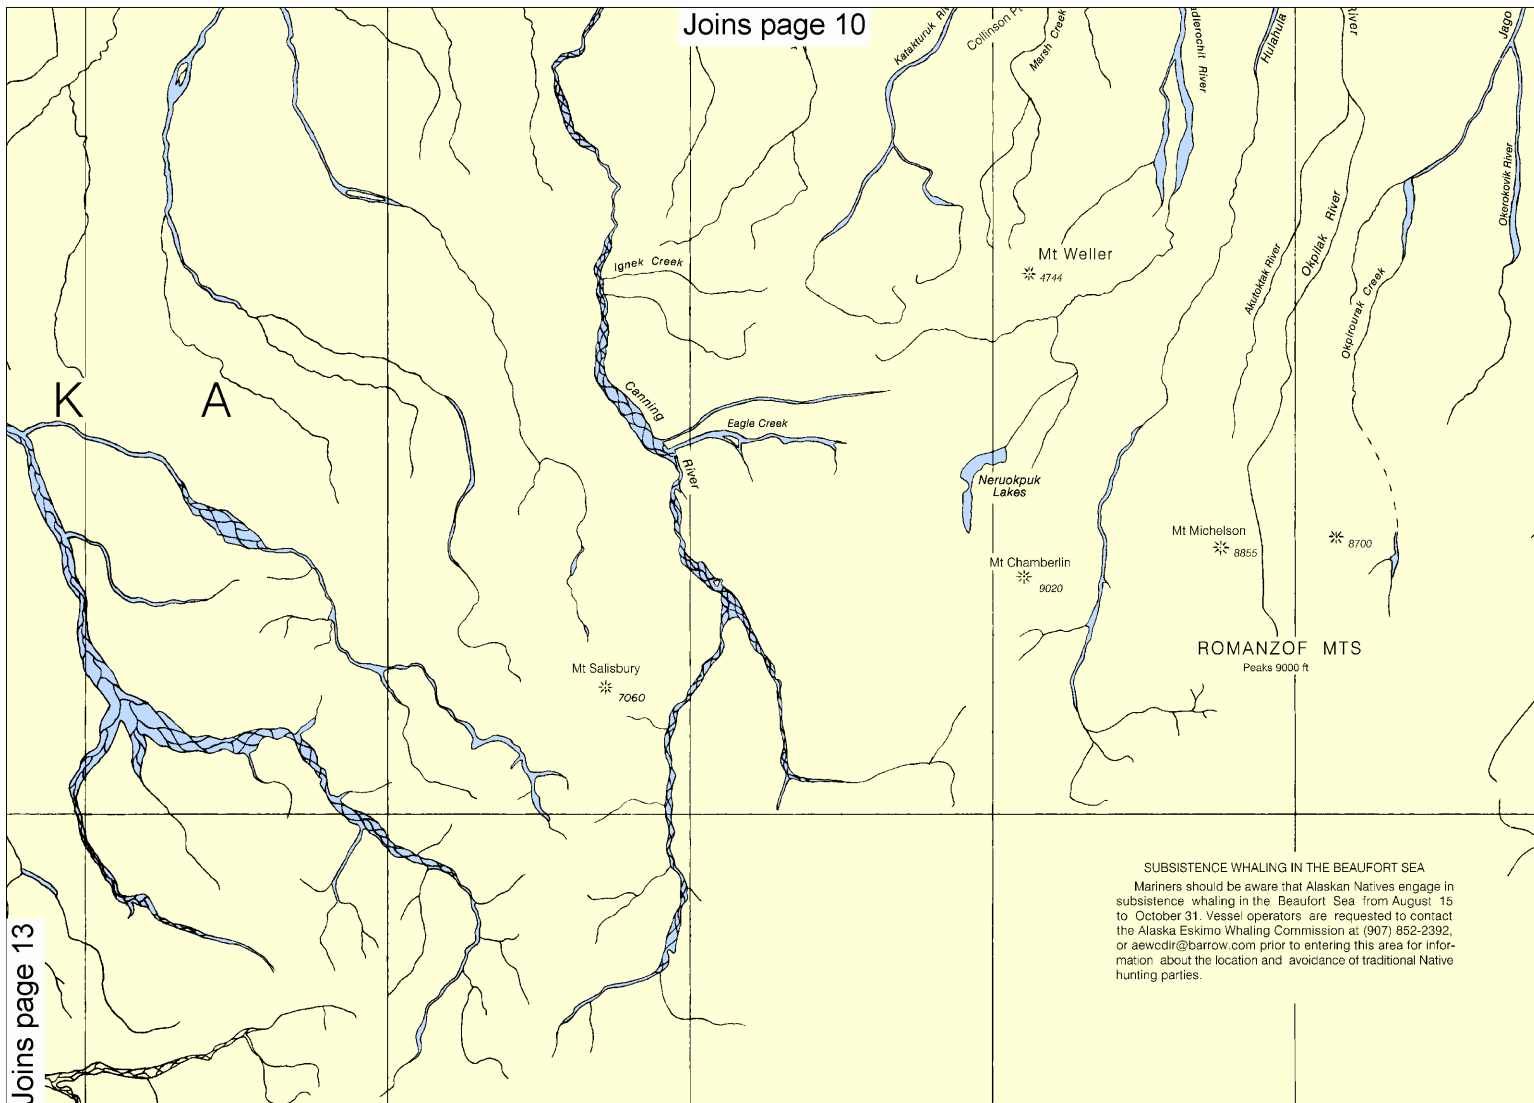 Joins page 10
Katakturuk
Collinson
Marsh Creek
River
Hulahula
River
Jago
Okerokovik River
Mt Weller
4744
Ignek Creek
Akutoktak River
Okpilak River
Okpirourak Creek
K A
Canning
River
Eagle Creek
Neruokpuk
Lakes
Mt Michelson
8855
8700
Mt Chamberlin
9020
ROMANZOF MTS
Peaks 9000 ft
Mt Salisbury
7060
SUBSISTENCE WHALING IN THE BEAUFORT SEA
Mariners should be aware that Alaskan Natives engage in
subsistence whaling in the Beaufort Sea from August 15
to October 31. Vessel operators are requested to contact
the Alaska Eskimo Whaling Commission at (907) 852-2392,
or aewcdir@barrow.com prior to entering this area for infor-
mation about the location and avoidance of traditional Native
hunting parties.
Joins page 13